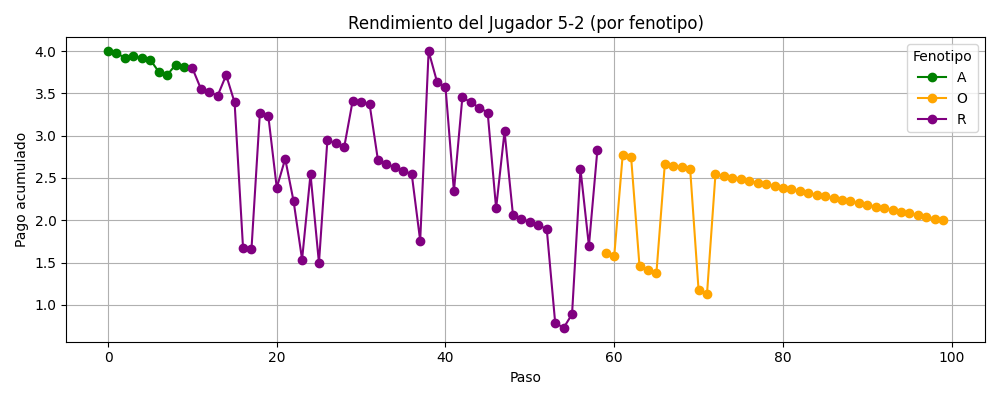 Rendimiento del Jugador 5-2 (por fenotipo)
Pago acumulado
4.0
3.5
3.0
2.5
2.0
1.5
1.0
Fenotipo
A
O
R
0 20 40 60 80 100
Paso